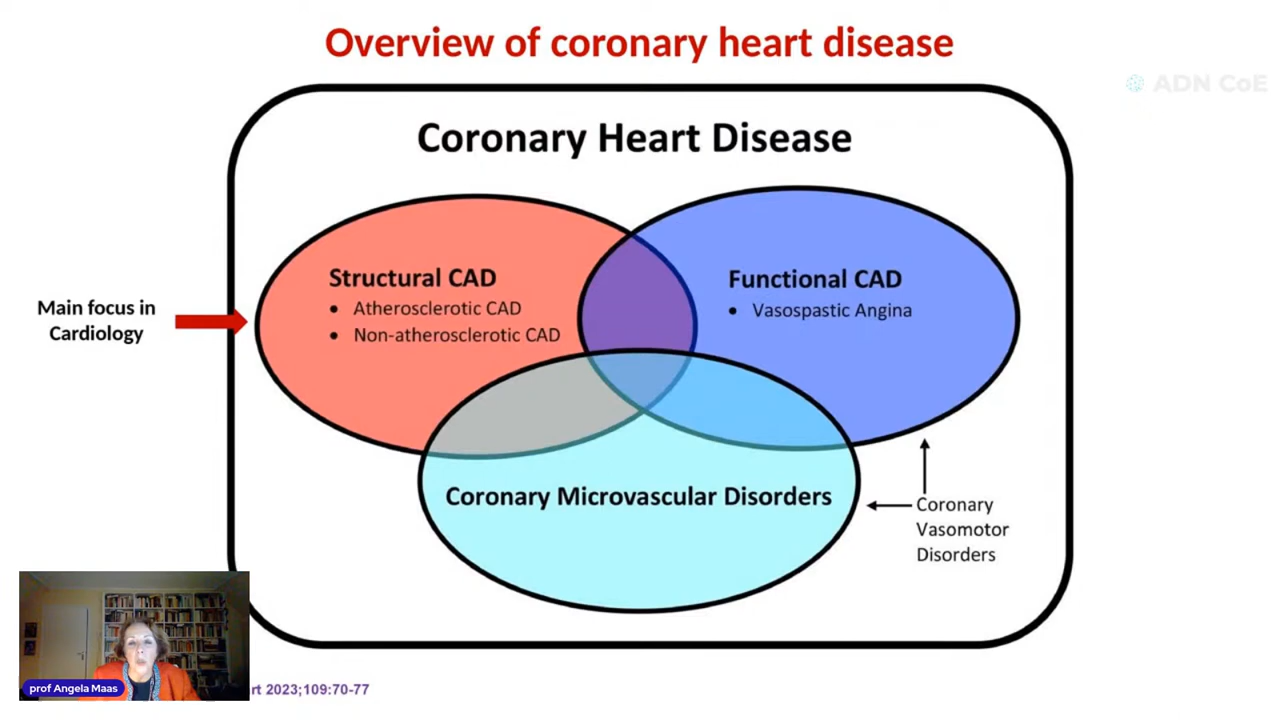 Overview of coronary heart disease
ADN CoE
Coronary Heart Disease
Structural CAD
• Atherosclerotic CAD
• Non-atherosclerotic CAD
Functional CAD
• Vasospastic Angina
Main focus in
Cardiology
Coronary Microvascular Disorders
Coronary
Vasomotor
Disorders
prof Angela Maas
rt 2023;109:70-77